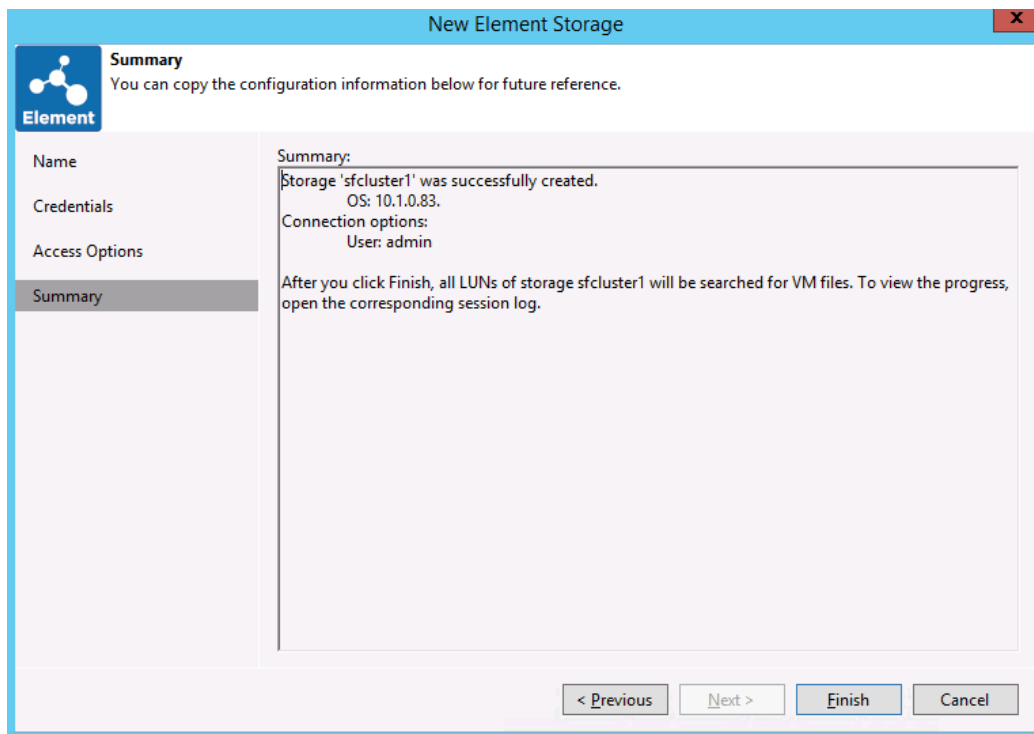 New Element Storage
x
Summary
You can copy the configuration information below for future reference.
Element
Name
Credentials
Access Options
Summary
Summary:
Storage 'sfcluster1' was successfully created.
OS: 10.1.0.83.
Connection options:
User: admin
After you click Finish, all LUNs of storage sfcluster1 will be searched for VM files. To view the progress,
open the corresponding session log.
< Previous
Next >
Finish
Cancel